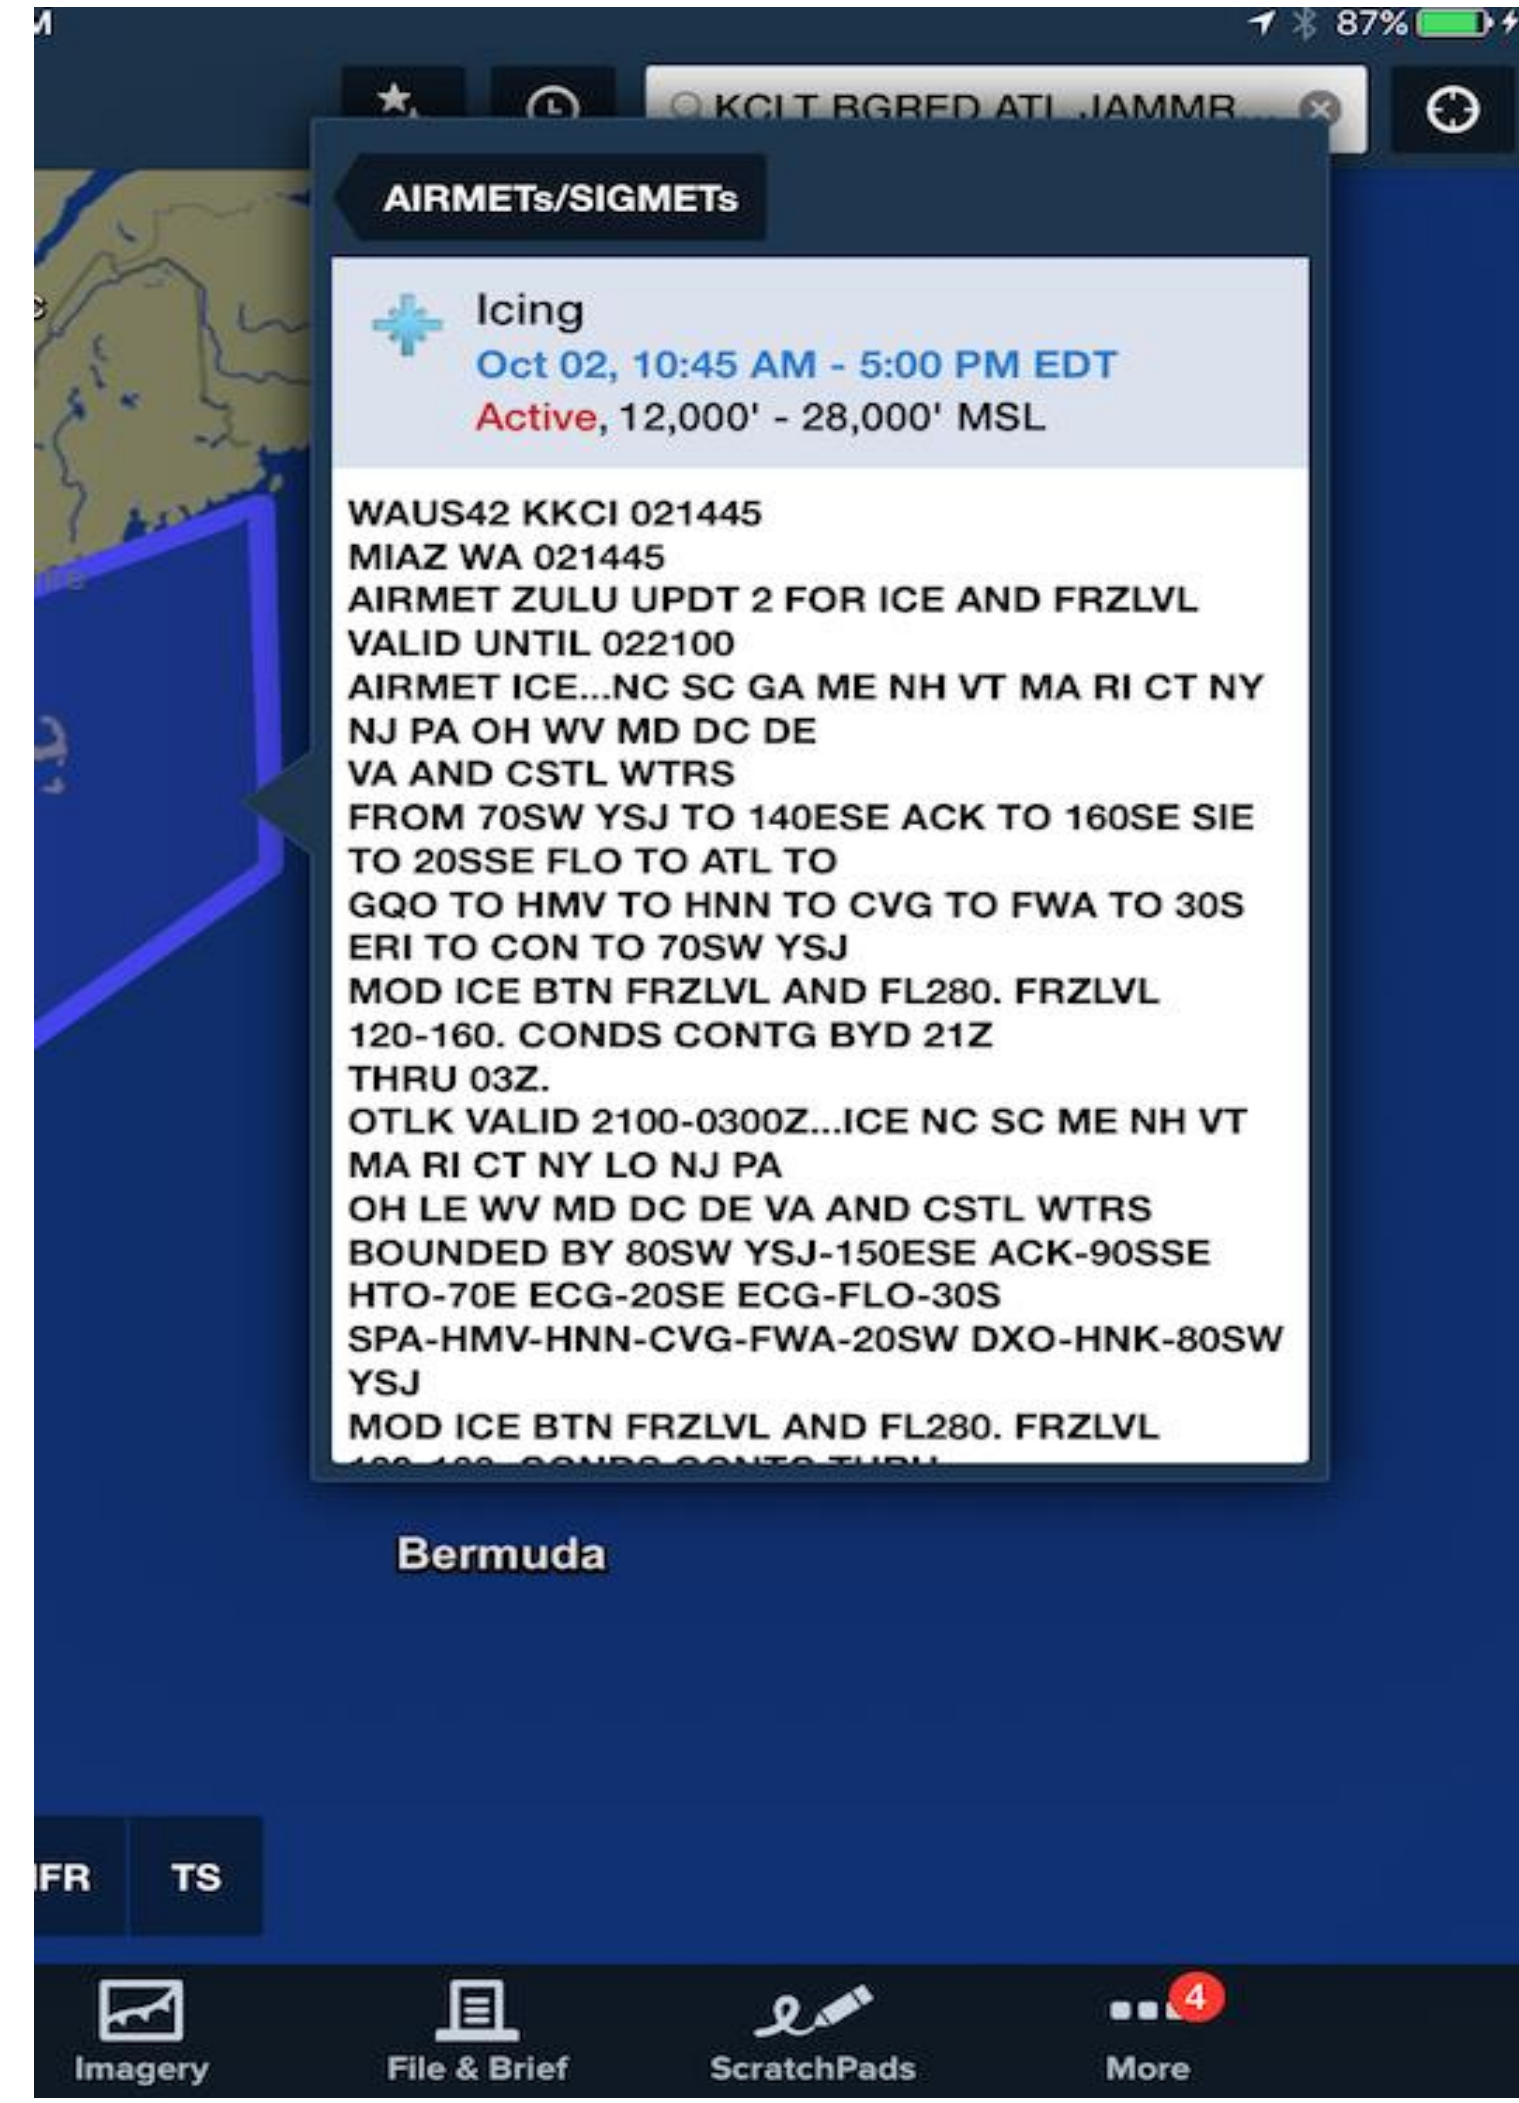 87%
KCLT BGRED ATL JAMMR...
AIRMETs/SIGMETs
Icing
Oct 02, 10:45 AM - 5:00 PM EDT
Active, 12,000' - 28,000' MSL
WAUS42 KKCI 021445
MIAZ WA 021445
AIRMET ZULU UPDT 2 FOR ICE AND FRZLVL
VALID UNTIL 022100
AIRMET ICE...NC SC GA ME NH VT MA RI CT NY
NJ PA OH WV MD DC DE
VA AND CSTL WTRS
FROM 70SW YSJ TO 140ESE ACK TO 160SE SIE
TO 20SSE FLO TO ATL TO
GQO TO HMV TO HNN TO CVG TO FWA TO 30S
ERI TO CON TO 70SW YSJ
MOD ICE BTN FRZLVL AND FL280. FRZLVL
120-160. CONDS CONTG BYD 21Z
THRU 03Z.
OTLK VALID 2100-0300Z...ICE NC SC ME NH VT
MA RI CT NY LO NJ PA
OH LE WV MD DC DE VA AND CSTL WTRS
BOUNDED BY 80SW YSJ-150ESE ACK-90SSE
HTO-70E ECG-20SE ECG-FLO-30S
SPA-HMV-HNN-CVG-FWA-20SW DXO-HNK-80SW
YSJ
MOD ICE BTN FRZLVL AND FL280. FRZLVL
CONDS CONTG THRU
Bermuda
IFR TS
4
Imagery File & Brief ScratchPads More